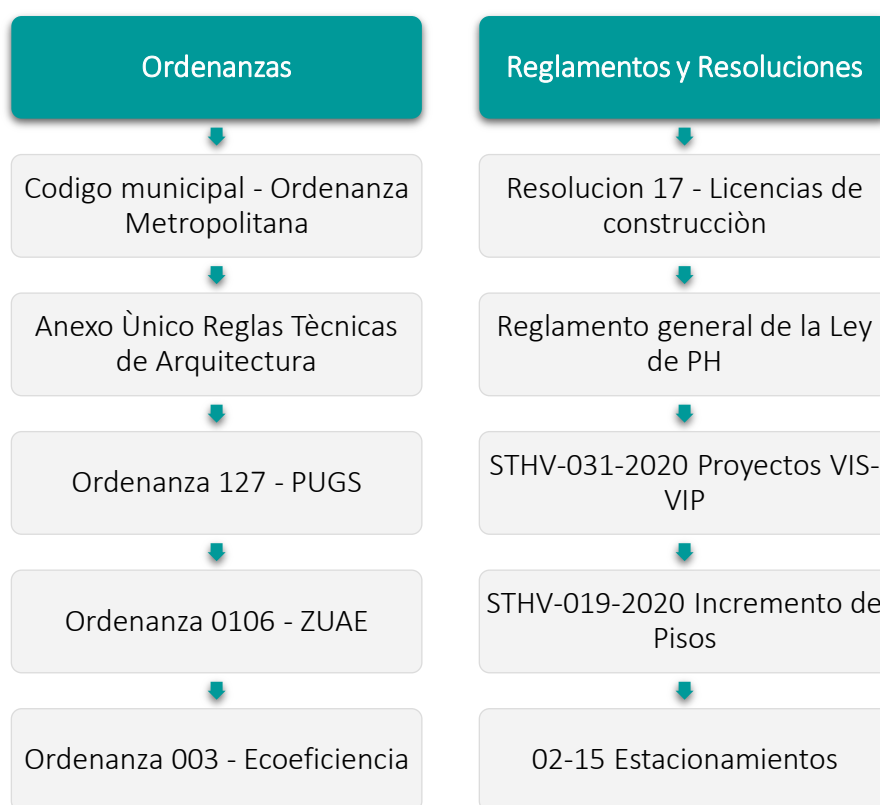 Ordenanzas
Codigo municipal - Ordenanza
Metropolitana
Anexo Ùnico Reglas Tècnicas
de Arquitectura
Ordenanza 127 - PUGS
Ordenanza 0106 - ZUAE
Ordenanza 003 - Ecoeficiencia
Reglamentos y Resoluciones
Resolucion 17 - Licencias de
construcciòn
Reglamento general de la Ley
de PH
STHV-031-2020 Proyectos VIS-
VIP
STHV-019-2020 Incremento de
Pisos
02-15 Estacionamientos